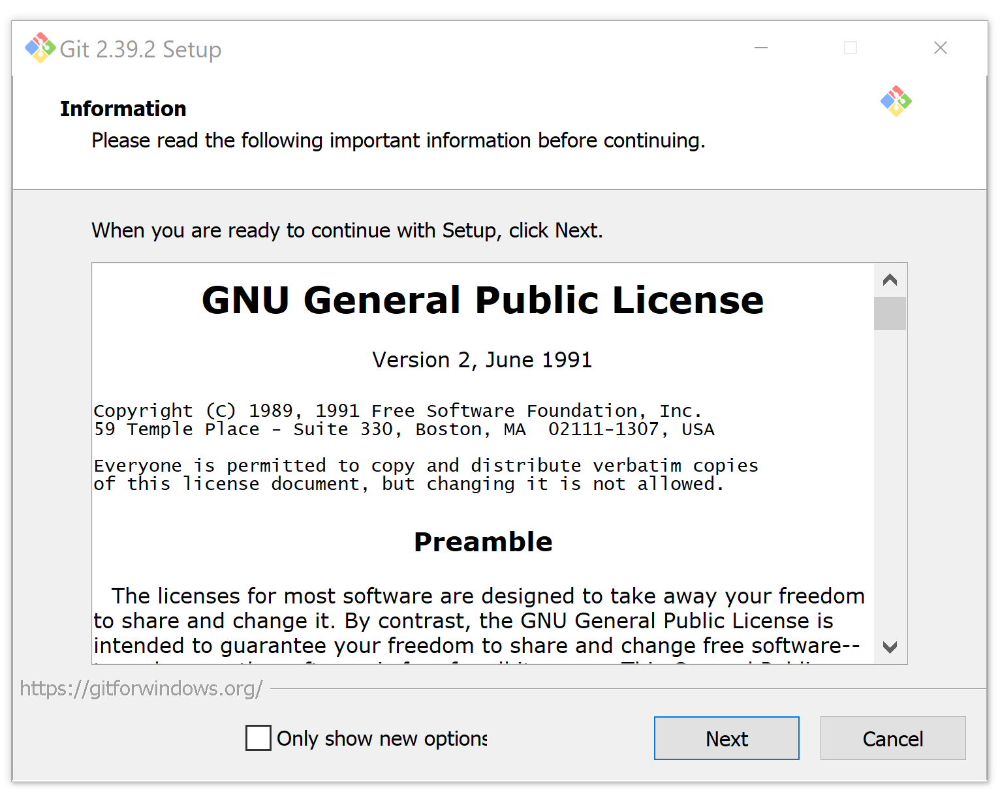 Git 2.39.2 Setup
Information
Please read the following important information before continuing.
When you are ready to continue with Setup, click Next.
GNU General Public License
Version 2, June 1991
Copyright (C) 1989, 1991 Free Software Foundation, Inc.
59 Temple Place - Suite 330, Boston, MA  02111-1307, USA
Everyone is permitted to copy and distribute verbatim copies
of this license document, but changing it is not allowed.
Preamble
The licenses for most software are designed to take away your freedom
to share and change it. By contrast, the GNU General Public License is
intended to guarantee your freedom to share and change free software--
https://gitforwindows.org/
Only show new options
Next
Cancel